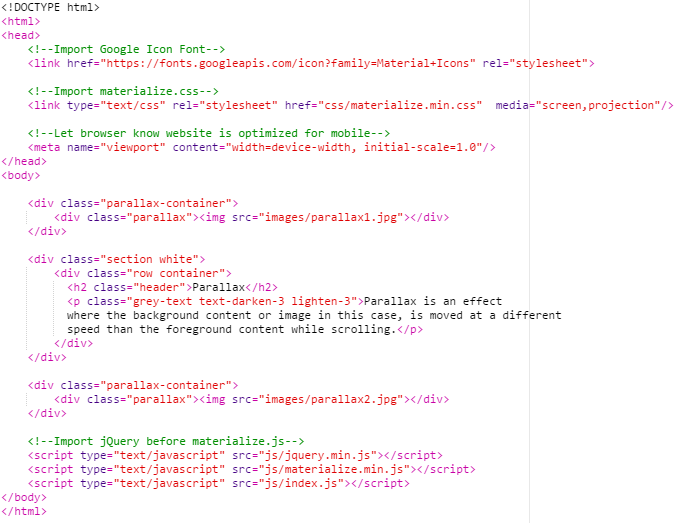 <!DOCTYPE html>
<html>
<head>
    <!--Import Google Icon Font-->
    <link href="https://fonts.googleapis.com/icon?family=Material+Icons" rel="stylesheet">

    <!--Import materialize.css-->
    <link type="text/css" rel="stylesheet" href="css/materialize.min.css"  media="screen,projection"/>

    <!--Let browser know website is optimized for mobile-->
    <meta name="viewport" content="width=device-width, initial-scale=1.0"/>
</head>
<body>

    <div class="parallax-container">
        <div class="parallax"><img src="images/parallax1.jpg"></div>
    </div>

    <div class="section white">
        <div class="row container">
          <h2 class="header">Parallax</h2>
          <p class="grey-text text-darken-3 lighten-3">Parallax is an effect
          where the background content or image in this case, is moved at a different
          speed than the foreground content while scrolling.</p>
        </div>
    </div>

    <div class="parallax-container">
        <div class="parallax"><img src="images/parallax2.jpg"></div>
    </div>

    <!--Import jQuery before materialize.js-->
    <script type="text/javascript" src="js/jquery.min.js"></script>
    <script type="text/javascript" src="js/materialize.min.js"></script>
    <script type="text/javascript" src="js/index.js"></script>
</body>
</html>